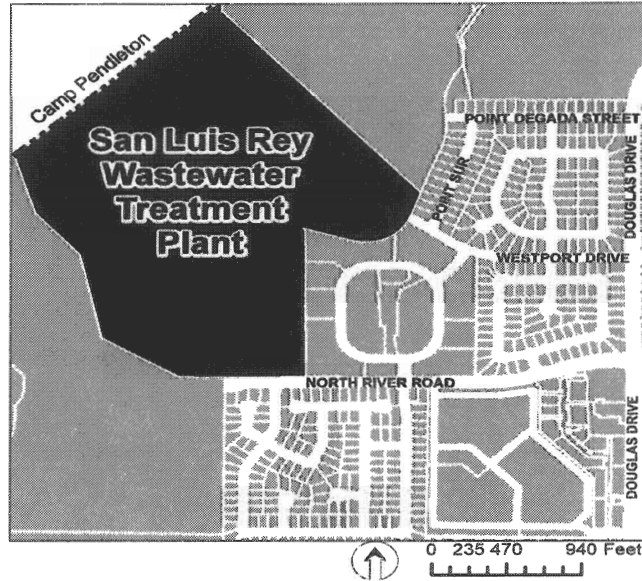 Camp Pendleton
San Luis Rey
Wastewater
Treatment
Plant
POINT DEGADA STREET
POINT SUR
DOUGLAS DRIVE
WESTPORT DRIVE
NORTH RIVER ROAD
DOUGLAS DRIVE
0 235 470 940 Feet